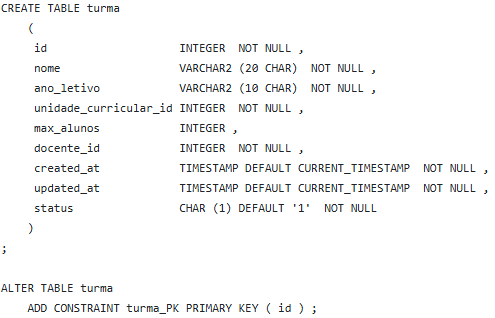 CREATE TABLE turma
    (
     id                    INTEGER  NOT NULL ,
     nome                  VARCHAR2 (20 CHAR)  NOT NULL ,
     ano_letivo            VARCHAR2 (10 CHAR)  NOT NULL ,
     unidade_curricular_id INTEGER  NOT NULL ,
     max_alunos            INTEGER ,
     docente_id            INTEGER  NOT NULL ,
     created_at            TIMESTAMP DEFAULT CURRENT_TIMESTAMP  NOT NULL ,
     updated_at            TIMESTAMP DEFAULT CURRENT_TIMESTAMP  NOT NULL ,
     status                CHAR (1) DEFAULT '1'  NOT NULL
    )
;

ALTER TABLE turma
    ADD CONSTRAINT turma_PK PRIMARY KEY ( id ) ;